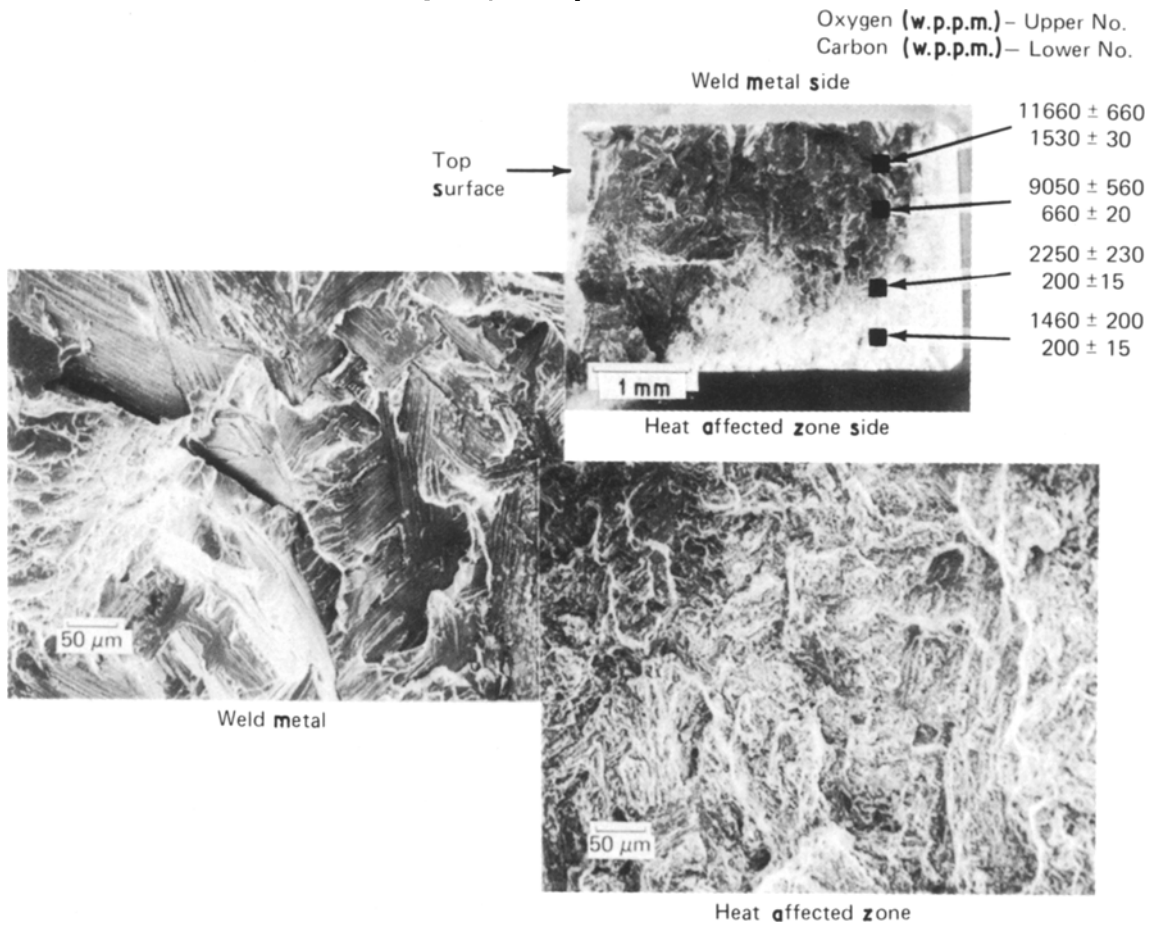 Oxygen (w.p.p.m.) – Upper No.
Carbon (w.p.p.m.) – Lower No.
Weld metal side
11660 ± 660
1530 ± 30
Top
surface
9050 ± 560
660 ± 20
2250 ± 230
200 ±15
1460 ± 200
200 ± 15
1 mm
Heat affected zone side
50 μm
Weld metal
50 μm
Heat affected zone